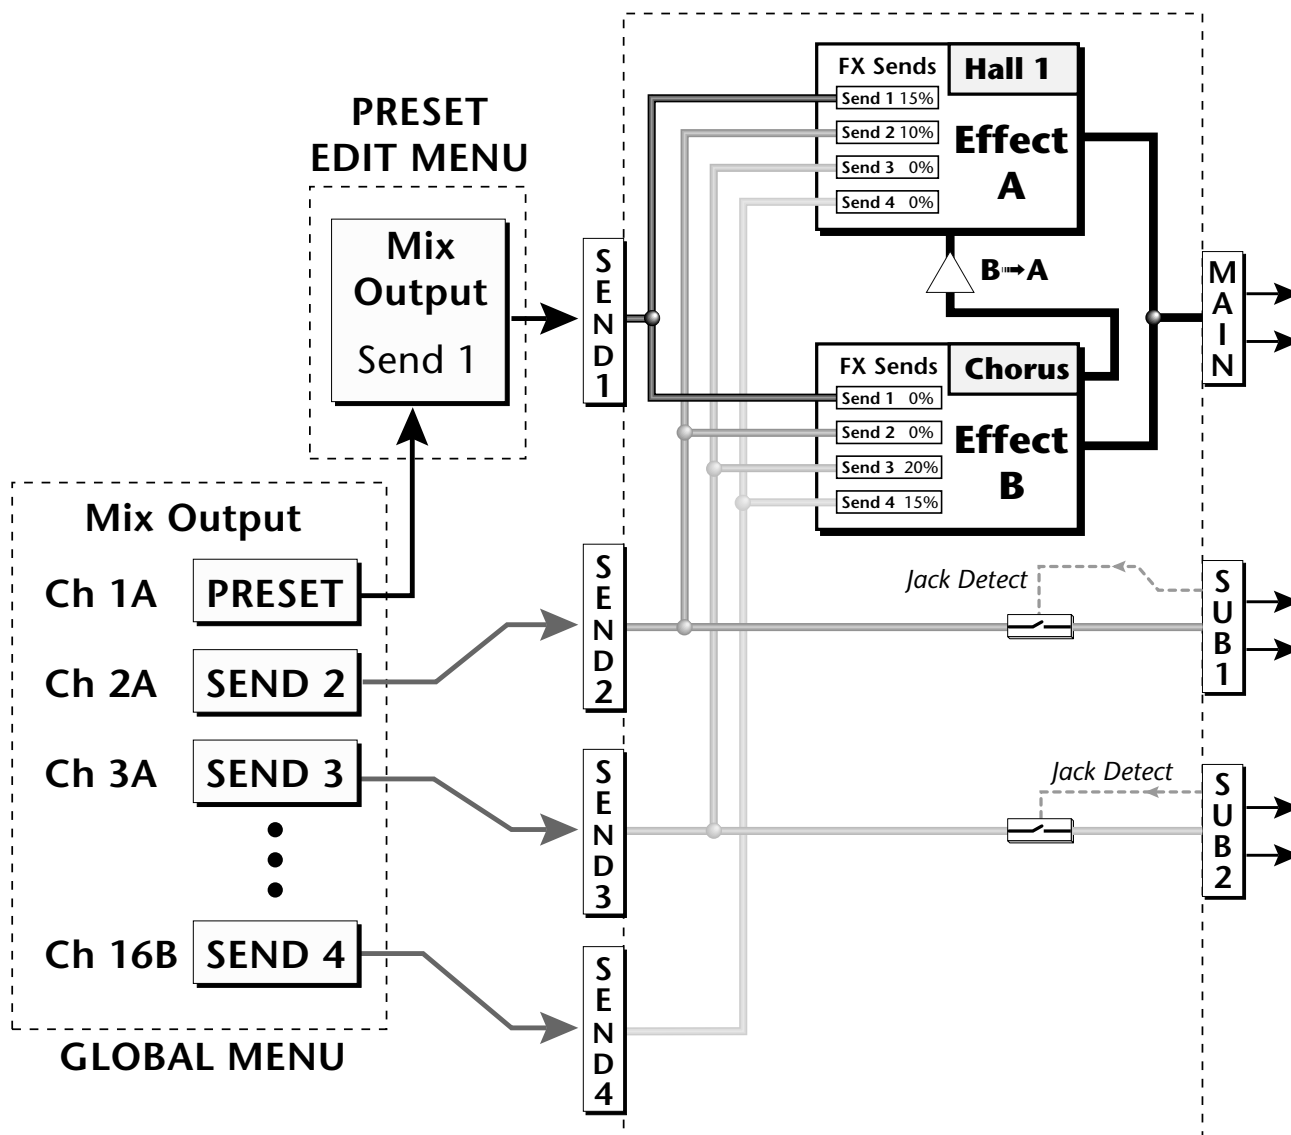 PRESET
EDIT MENU
Mix
Output
Send 1
Mix Output
Ch 1A PRESET
Ch 2A SEND 2
Ch 3A SEND 3
Ch 16B SEND 4
GLOBAL MENU
SEND1
SEND2
SEND3
SEND4
FX Sends Hall 1
Send 1 15%
Send 2 10%
Send 3 0%
Send 4 0%
Effect
A
B➟A
FX Sends Chorus
Send 1 0%
Send 2 0%
Send 3 20%
Send 4 15%
Effect
B
Jack Detect
Jack Detect
MAIN
SUB1
SUB2